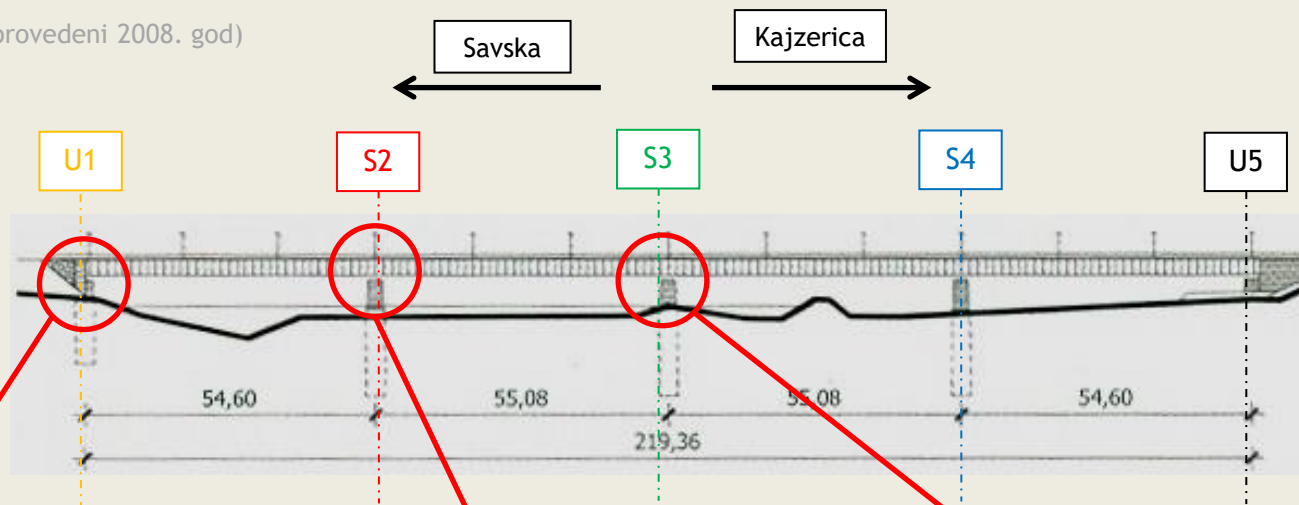 provedeni 2008. god)
Savska
Kajzerica
U1
S2
S3
S4
U5
54,60
55,08
55,08
54,60
219,36